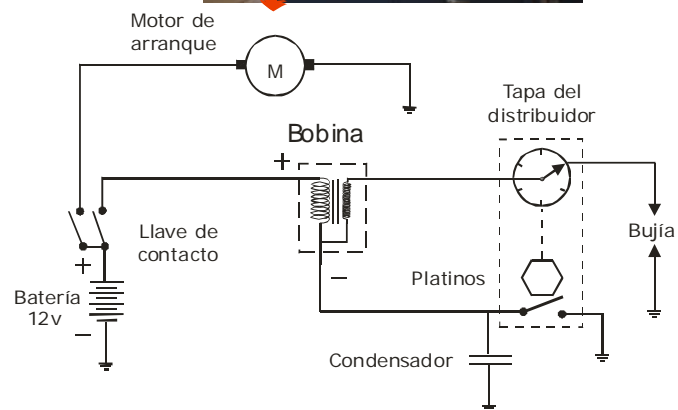 Motor de
arranque
M
Tapa del
distribuidor
Bobina
+
Llave de
contacto
+
Batería
12v
−
−
Platinos
Bujía
Condensador